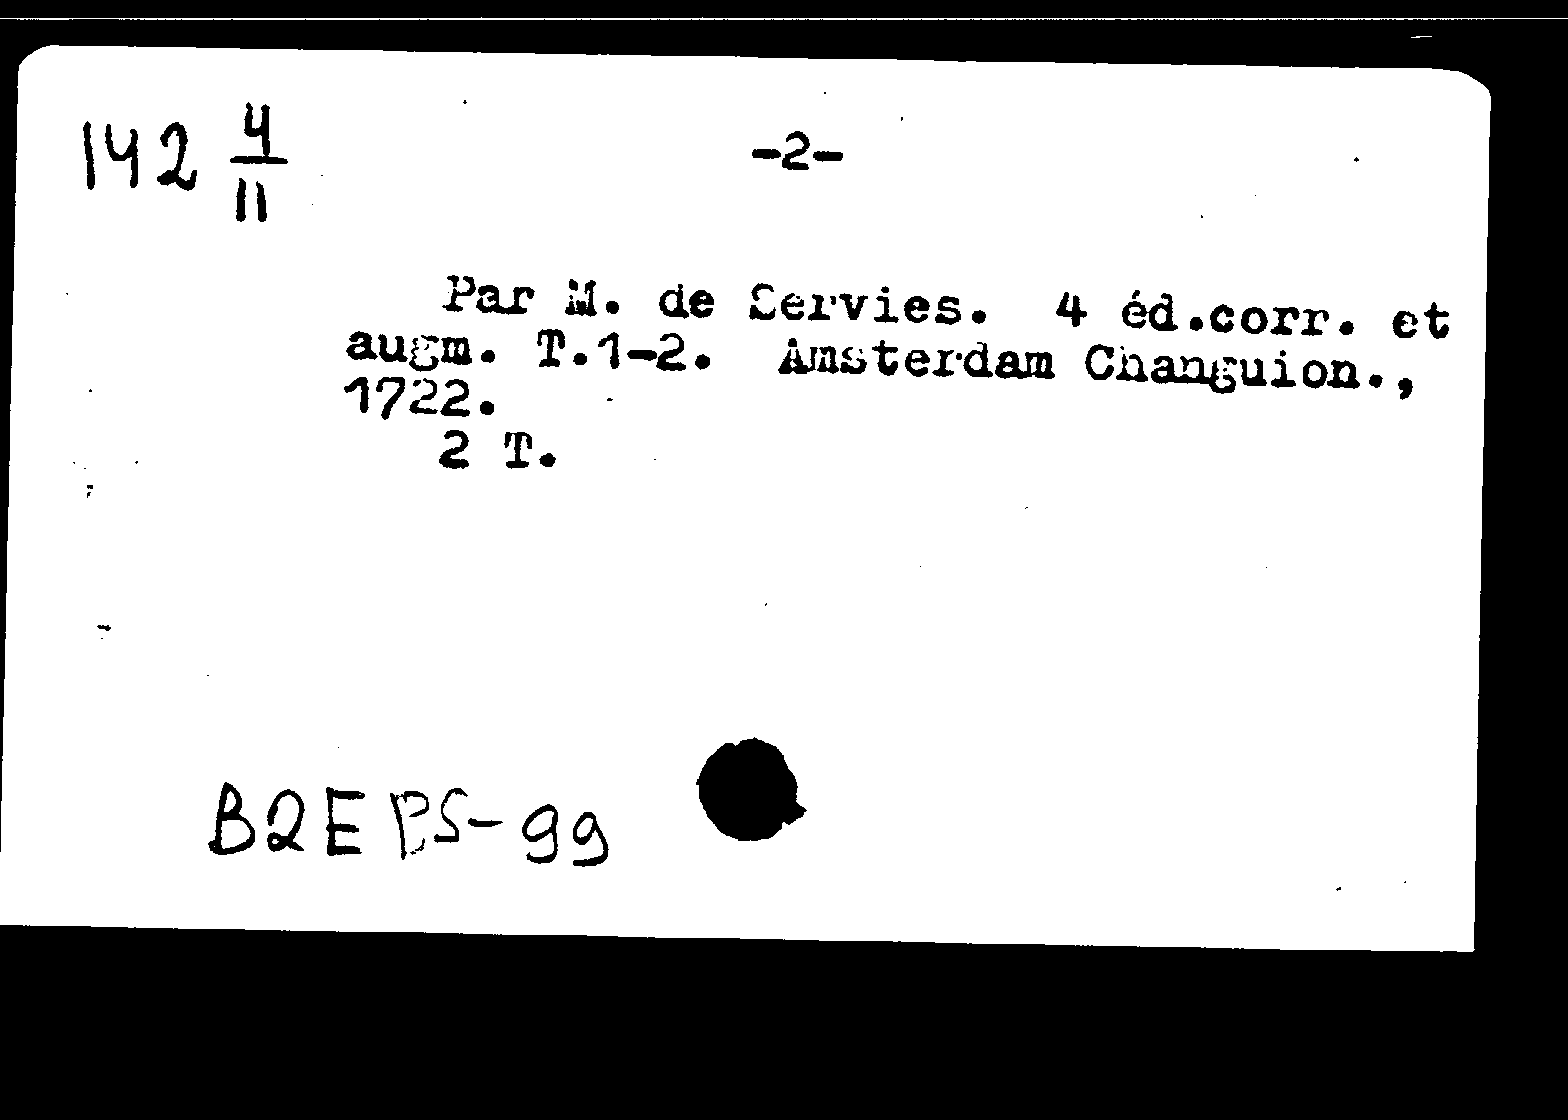 142 4/11
-2-
Par M. de Servies. 4 éd.corr. et
augm. T.1-2. Amsterdam Changuion.,
1722.
2 T.
B2E BS-99